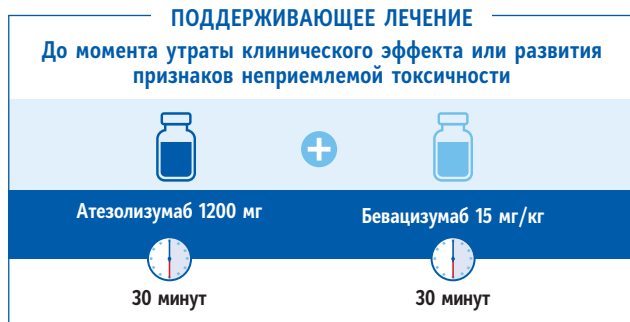 ПОДДЕРЖИВАЮЩЕЕ ЛЕЧЕНИЕ
До момента утраты клинического эффекта или развития
признаков неприемлемой токсичности
Атезолизумаб 1200 мг
Бевацизумаб 15 мг/кг
30 минут
30 минут